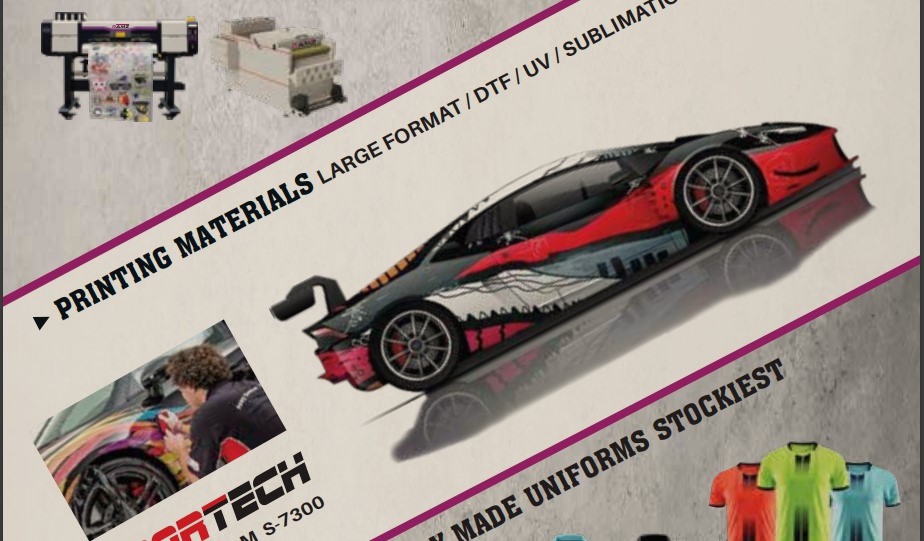 LARGE FORMAT / DTF / UV / SUBLIMATIO
PRINTING MATERIALS
TECH
M S-7300
MADE UNIFORMS STOCKIEST